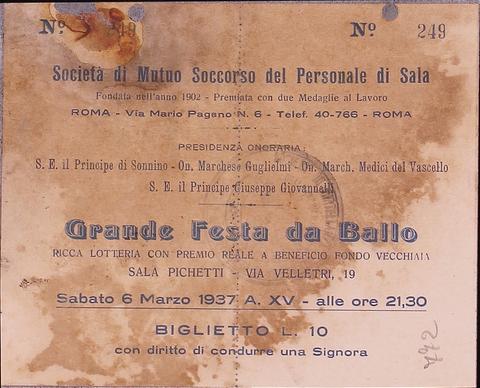 Nº 249 Nº 249
Società di Mutuo Soccorso del Personale di Sala
Fondata nell'anno 1902 - Premiata con due Medaglie al Lavoro
ROMA - Via Mario Pagano N. 6 - Telef. 40-766 - ROMA
PRESIDENZA ONORARIA:
S. E. il Principe di Sonnino - On. Marchese Guglielmi - On. March. Medici del Vascello
S. E. il Principe Giuseppe Giovannelli
Grande Festa da Ballo
RICCA LOTTERIA CON PREMIO REALE A BENEFICIO FONDO VECCHIAIA
SALA PICHETTI - VIA VELLETRI, 19
Sabato 6 Marzo 1937 A. XV - alle ore 21,30
BIGLIETTO L. 10
con diritto di condurre una Signora
772